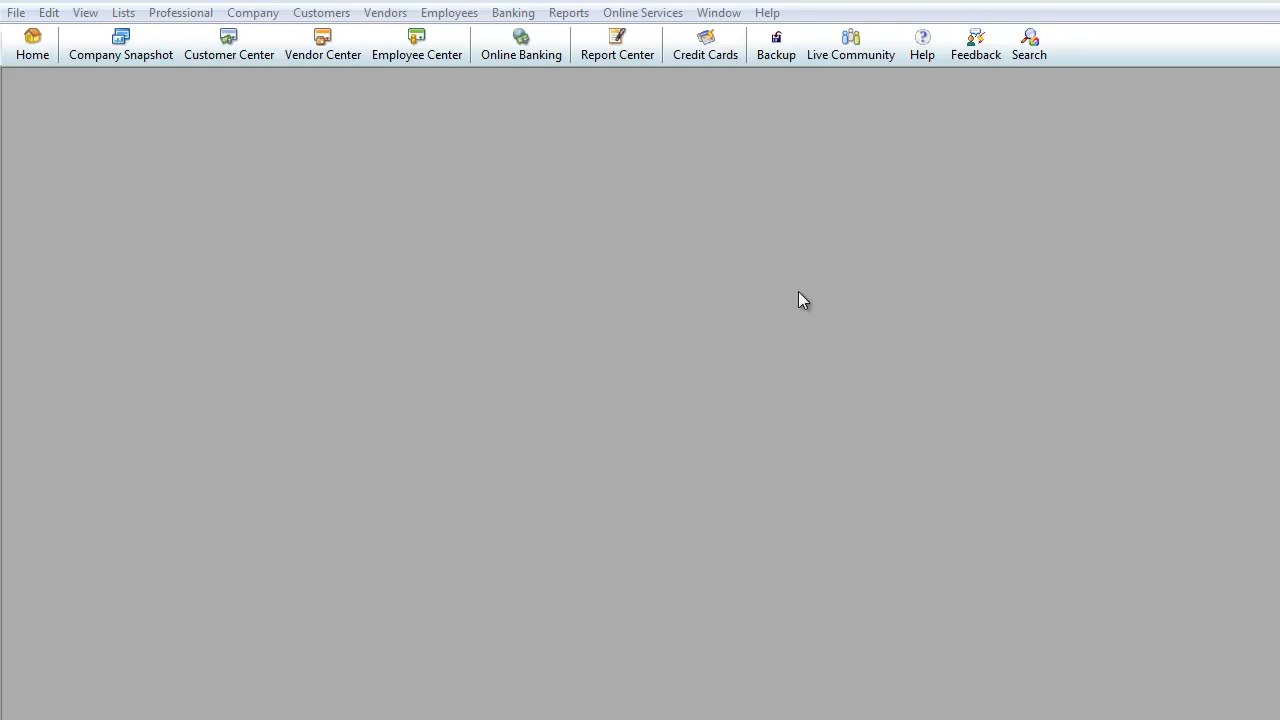 File Edit View Lists Professional Company Customers Vendors Employees Banking Reports Online Services Window Help
Home Company Snapshot Customer Center Vendor Center Employee Center Online Banking Report Center Credit Cards Backup Live Community Help Feedback Search